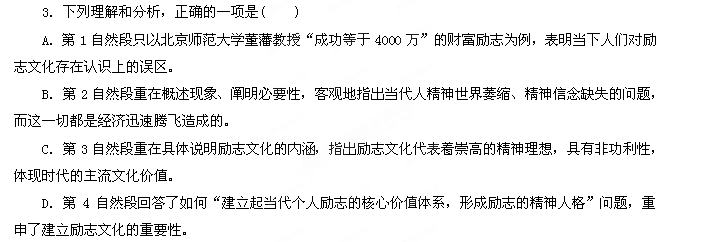 3. 下列理解和分析，正确的一项是(　　)
A. 第 1 自然段只以北京师范大学董藩教授“成功等于 4000 万”的财富励志为例，表明当下人们对励
志文化存在认识上的误区。
B. 第 2 自然段重在概述现象、阐明必要性，客观地指出当代人精神世界萎缩、精神信念缺失的问题，
而这一切都是经济迅速腾飞造成的。
C. 第 3 自然段重在具体说明励志文化的内涵，指出励志文化代表着崇高的精神理想，具有非功利性，
体现时代的主流文化价值。
D. 第 4 自然段回答了如何“建立起当代个人励志的核心价值体系，形成励志的精神人格”问题，重
申了建立励志文化的重要性。